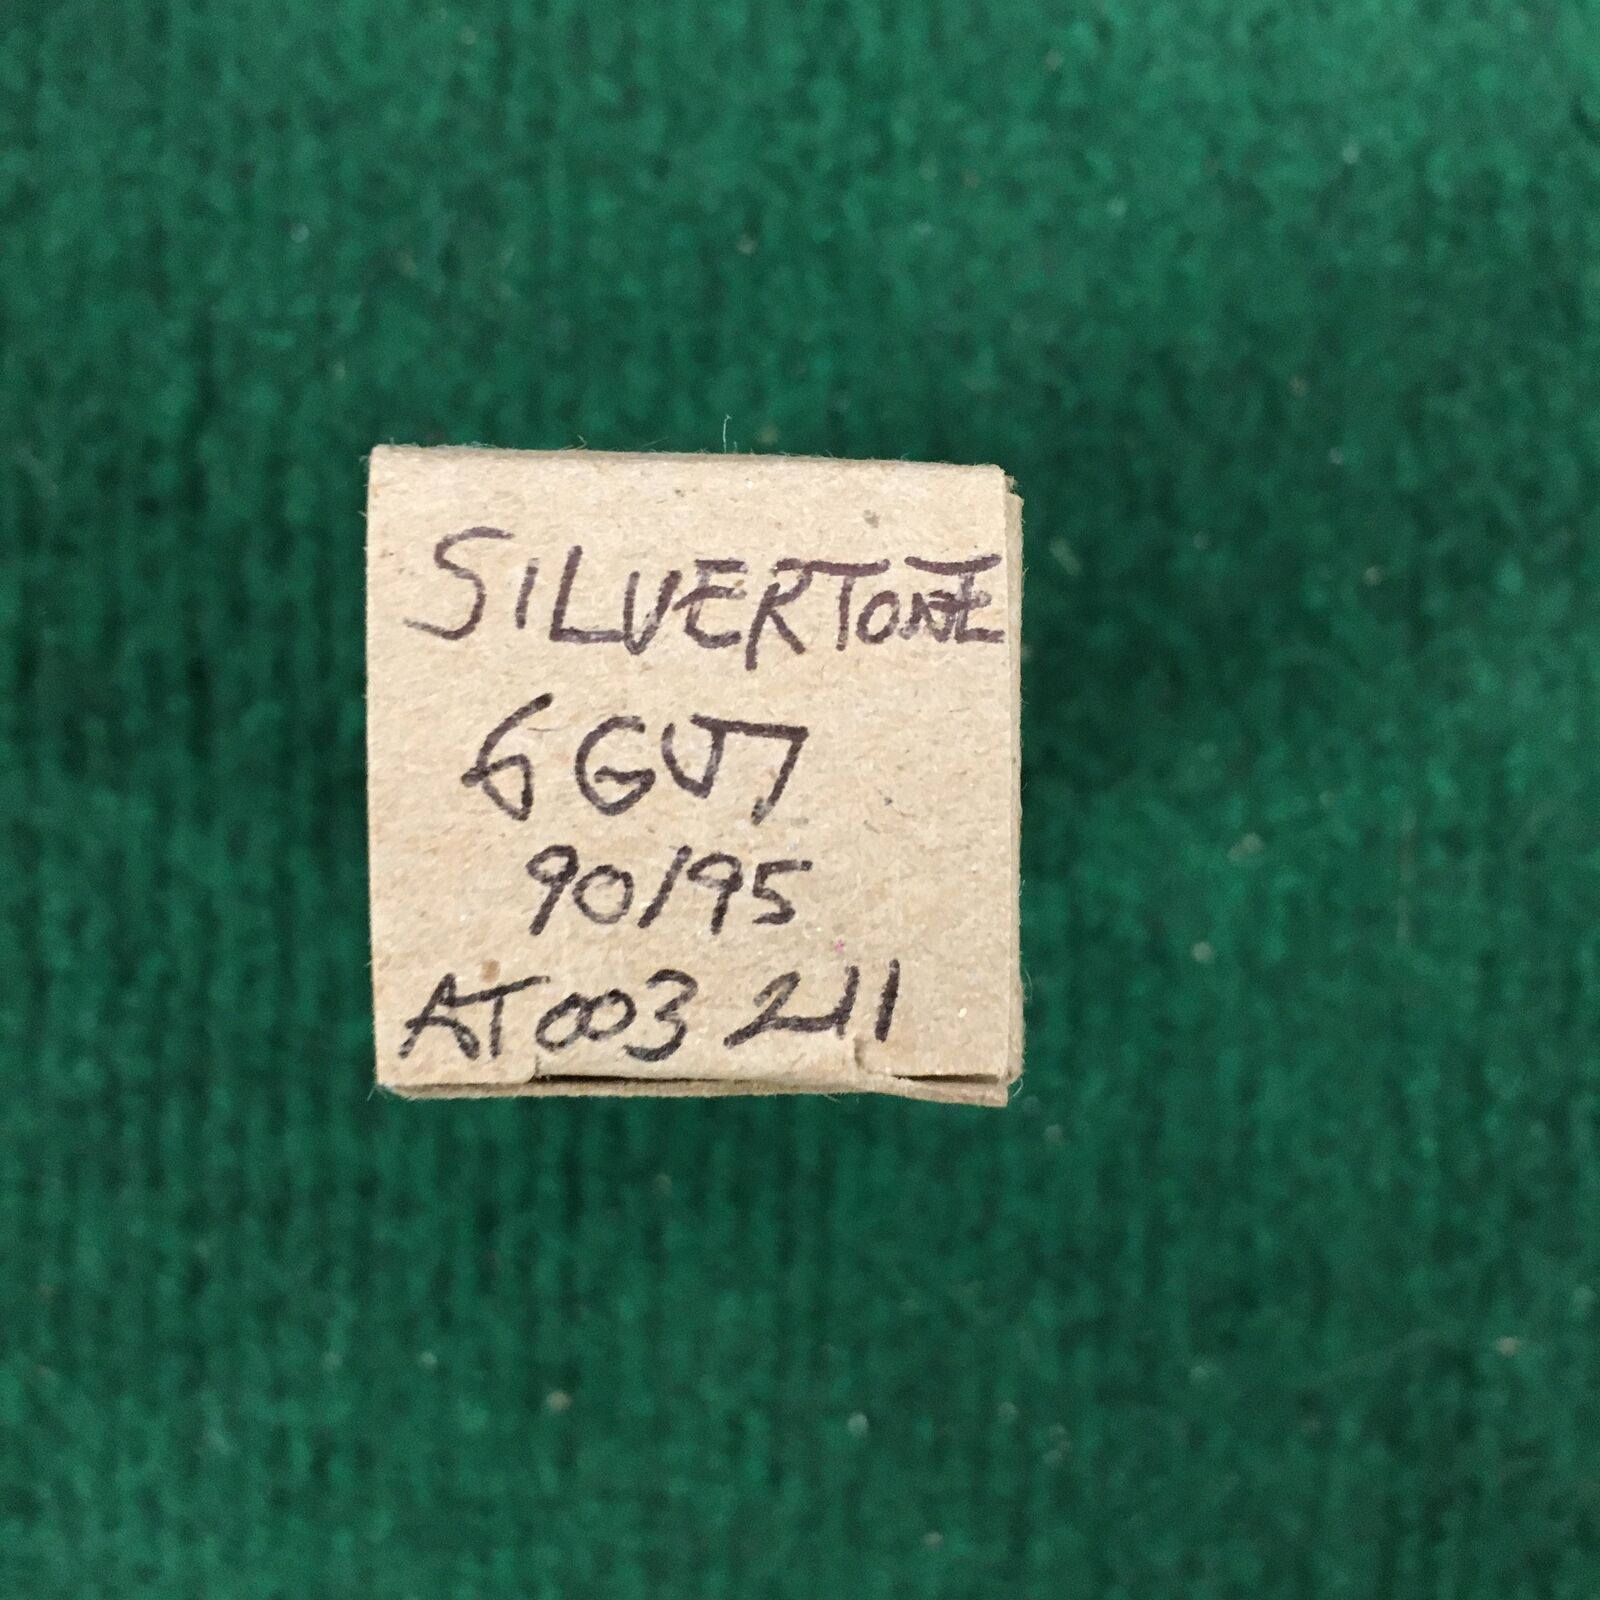 SILVERTONE
6GU7
90/95
AT003 211